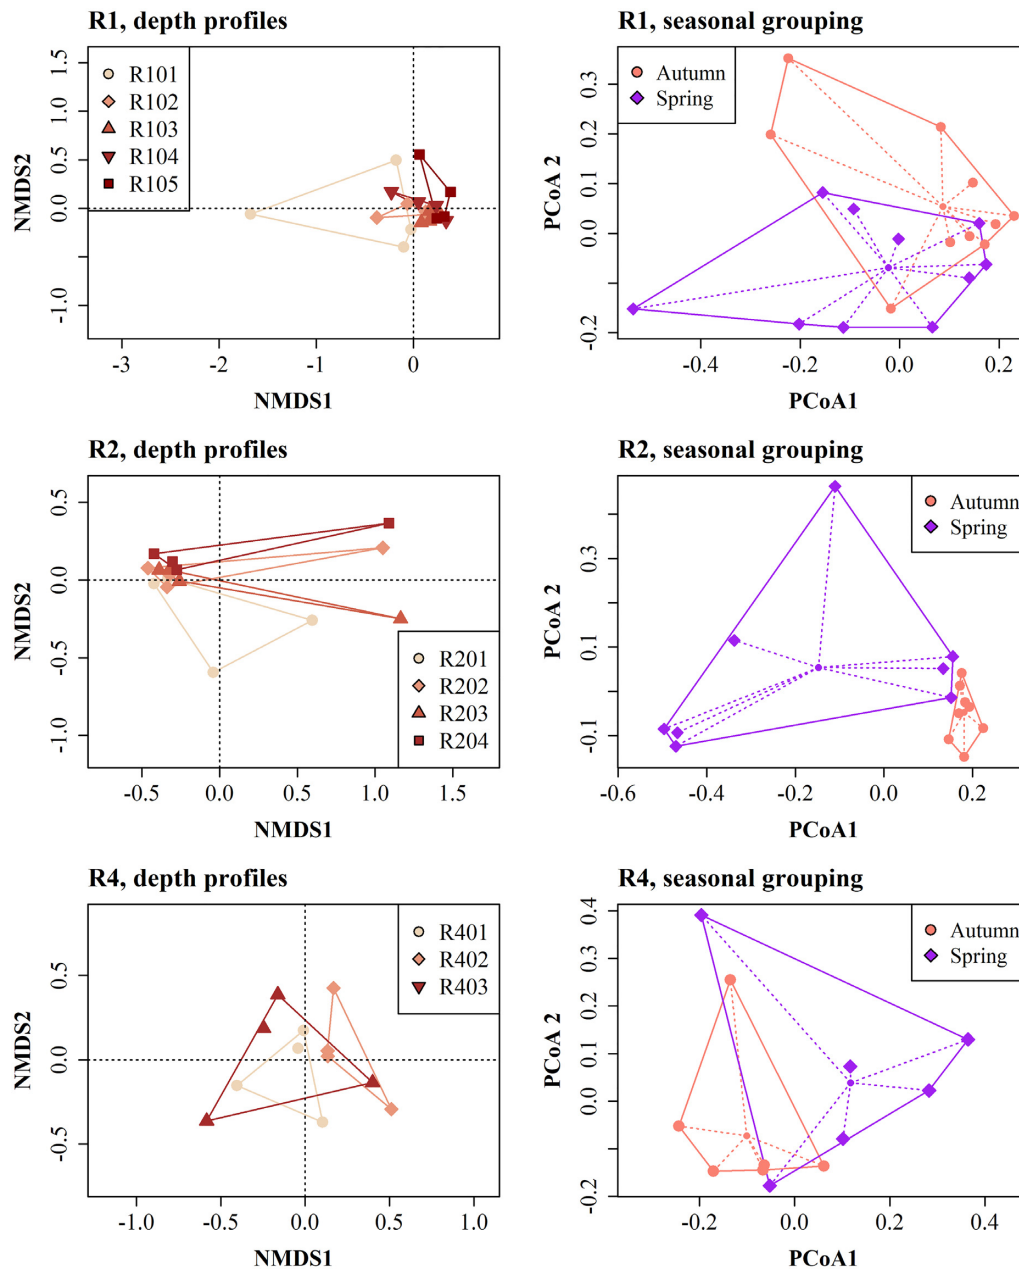 R1, depth profiles
R101
R102
R103
R104
R105
1.5
1.0
0.5
0.0
-1.0
NMDS2
-3
-2
-1
0
NMDS1
R1, seasonal grouping
Autumn
Spring
0.3
0.2
0.1
0.0
-0.2
PCoA 2
-0.4
-0.2
0.0
0.2
PCoA1
R2, depth profiles
0.5
0.0
-0.5
-1.0
NMDS2
R201
R202
R203
R204
-0.5
0.0
0.5
1.0
1.5
NMDS1
R2, seasonal grouping
Autumn
Spring
0.3
0.1
-0.1
PCoA 2
-0.6
-0.4
-0.2
0.0
0.2
PCoA1
R4, depth profiles
R401
R402
R403
0.5
0.0
-0.5
NMDS2
-1.0
-0.5
0.0
0.5
1.0
NMDS1
R4, seasonal grouping
Autumn
Spring
0.4
0.3
0.2
0.1
0.0
-0.2
PCoA 2
-0.2
0.0
0.2
0.4
PCoA1